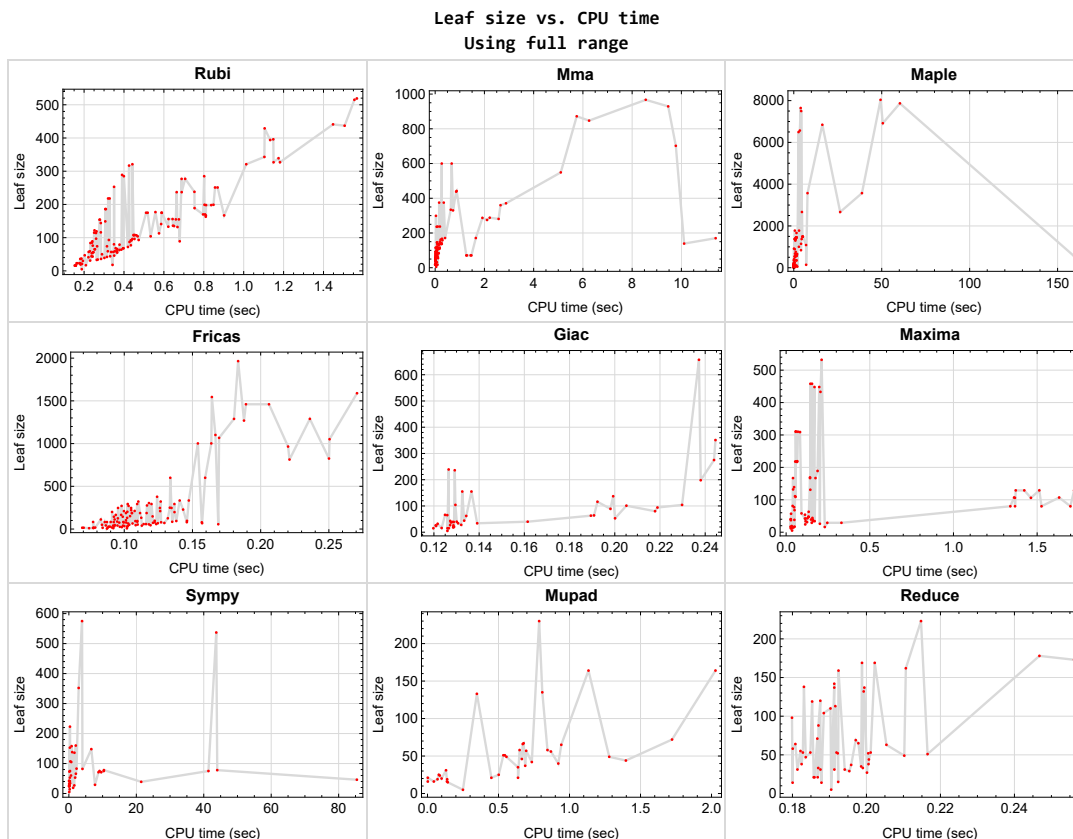 Leaf size vs. CPU time
Using full range
Rubi
Leaf size
500
400
300
200
100
0
0.2 0.4 0.6 0.8 1.0 1.2 1.4
CPU time (sec)
Mma
Leaf size
1000
800
600
400
200
0
0 2 4 6 8 10
CPU time (sec)
Maple
Leaf size
8000
6000
4000
2000
0
0 50 100 150
CPU time (sec)
Fricas
Leaf size
2000
1500
1000
500
0
0.10 0.15 0.20 0.25
CPU time (sec)
Giac
Leaf size
600
500
400
300
200
100
0
0.12 0.14 0.16 0.18 0.20 0.22 0.24
CPU time (sec)
Maxima
Leaf size
500
400
300
200
100
0
0.0 0.5 1.0 1.5
CPU time (sec)
Sympy
Leaf size
600
500
400
300
200
100
0
0 20 40 60 80
CPU time (sec)
Mupad
Leaf size
200
150
100
50
0
0.0 0.5 1.0 1.5 2.0
CPU time (sec)
Reduce
Leaf size
200
150
100
50
0
0.18 0.20 0.22 0.24
CPU time (sec)